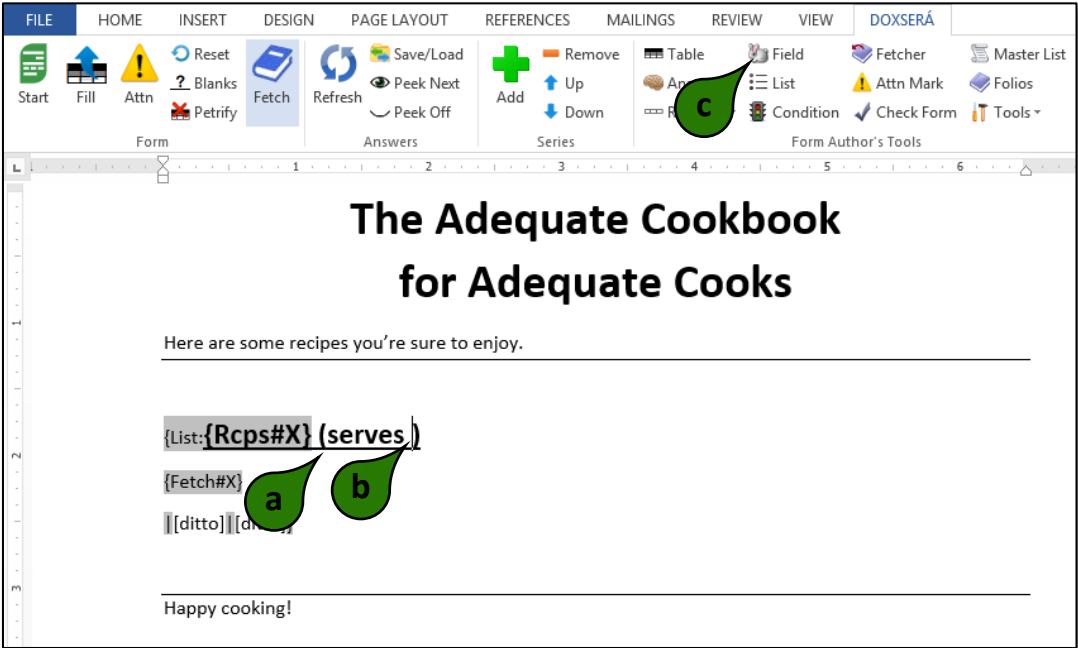 FILE HOME INSERT DESIGN PAGE LAYOUT REFERENCES MAILINGS REVIEW VIEW DOXSERÁ
Start Fill Attn Reset Blanks Petrify Fetch
Form
Refresh Save/Load Peek Next Peek Off
Answers
Add Remove Up Down
Series
Table Field List Condition Fetcher Attn Mark Check Form Master List Folios Tools
Form Author's Tools
c
L 1 1 2 3 4 5 6
The Adequate Cookbook
for Adequate Cooks
1
Here are some recipes you’re sure to enjoy.
{List:{Rcps#X} (serves )
2
{Fetch#X}
a b
|[ditto]|
3
Happy cooking!